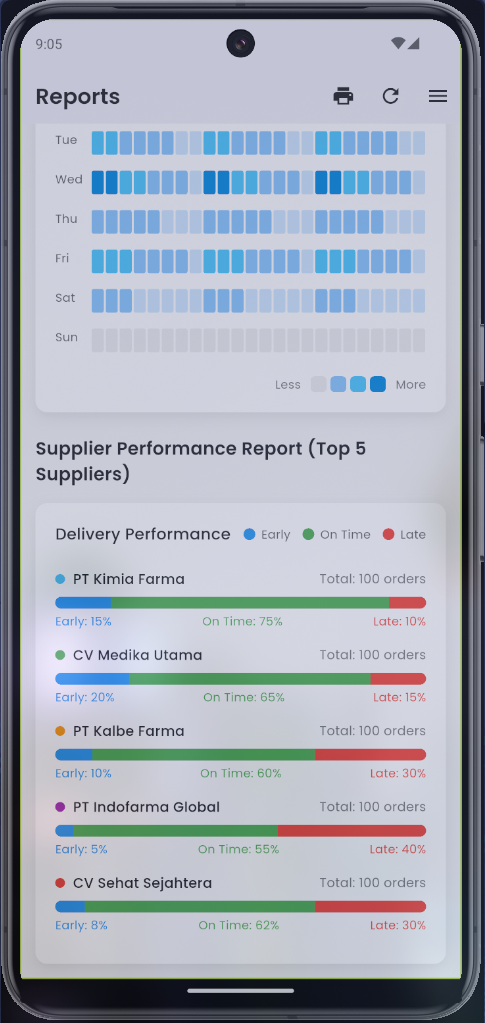 9:05
Reports
Tue
Wed
Thu
Fri
Sat
Sun
Less More
Supplier Performance Report (Top 5
Suppliers)
Delivery Performance Early On Time Late
PT Kimia Farma Total: 100 orders
Early: 15% On Time: 75% Late: 10%
CV Medika Utama Total: 100 orders
Early: 20% On Time: 65% Late: 15%
PT Kalbe Farma Total: 100 orders
Early: 10% On Time: 60% Late: 30%
PT Indofarma Global Total: 100 orders
Early: 5% On Time: 55% Late: 40%
CV Sehat Sejahtera Total: 100 orders
Early: 8% On Time: 62% Late: 30%